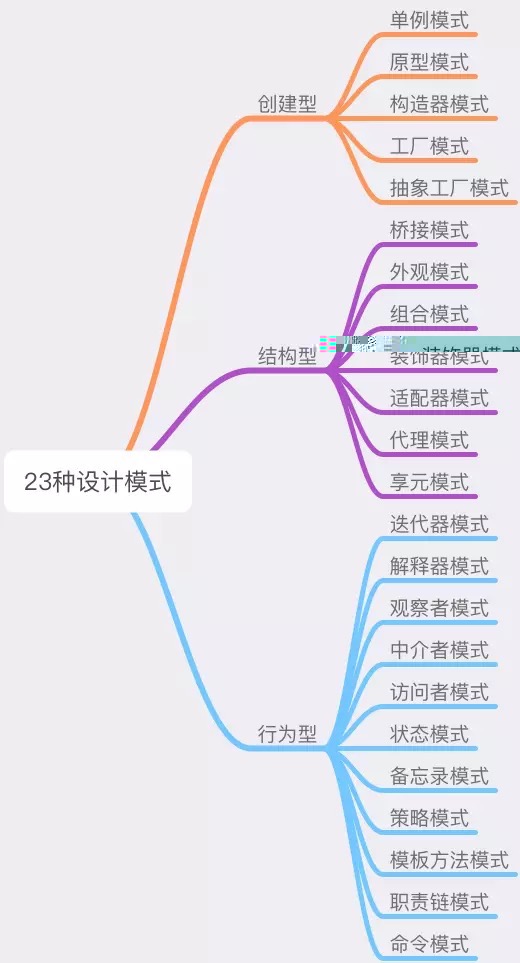 单例模式
原型模式
创建型
构造器模式
工厂模式
抽象工厂模式
桥接模式
外观模式
组合模式
结构型
装饰器模式
适配器模式
代理模式
享元模式
23种设计模式
迭代器模式
解释器模式
观察者模式
中介者模式
访问者模式
行为型
状态模式
备忘录模式
策略模式
模板方法模式
职责链模式
命令模式